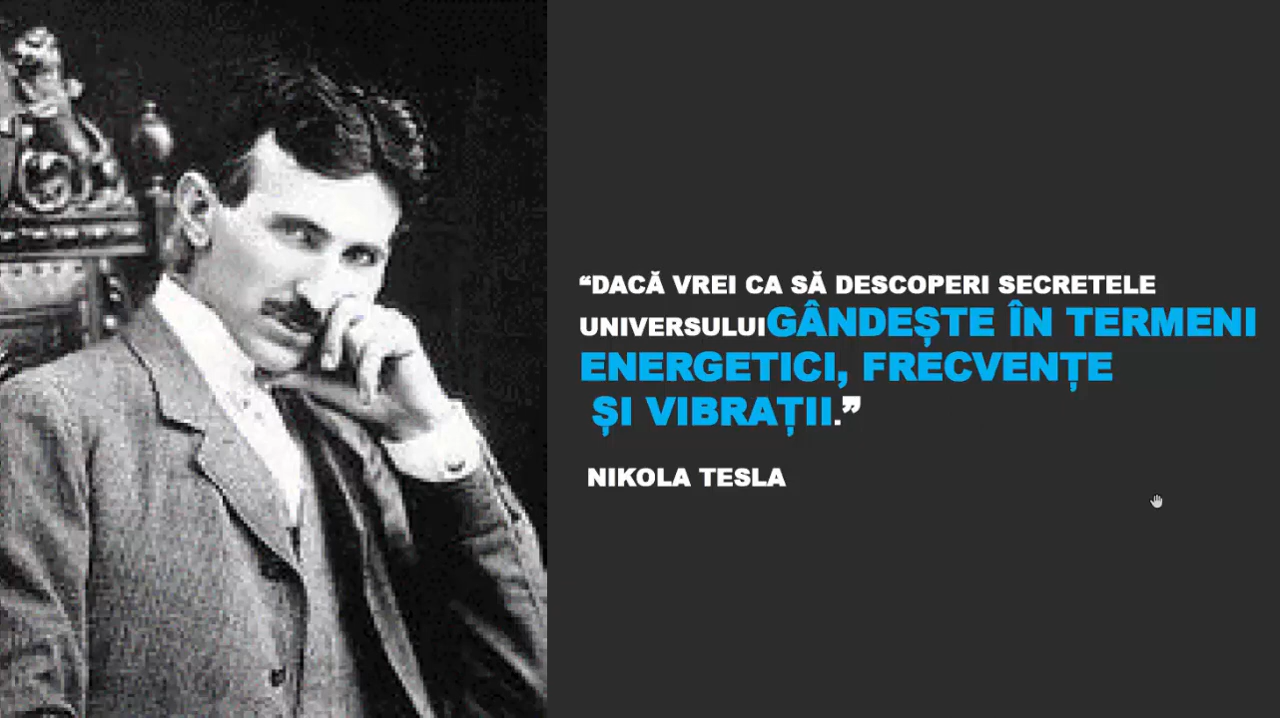 “DACĂ VREI CA SĂ DESCOPERI SECRETELE
UNIVERSULUIGÂNDEȘTE ÎN TERMENI
ENERGETICI, FRECVENȚE
ȘI VIBRAȚII.”
NIKOLA TESLA